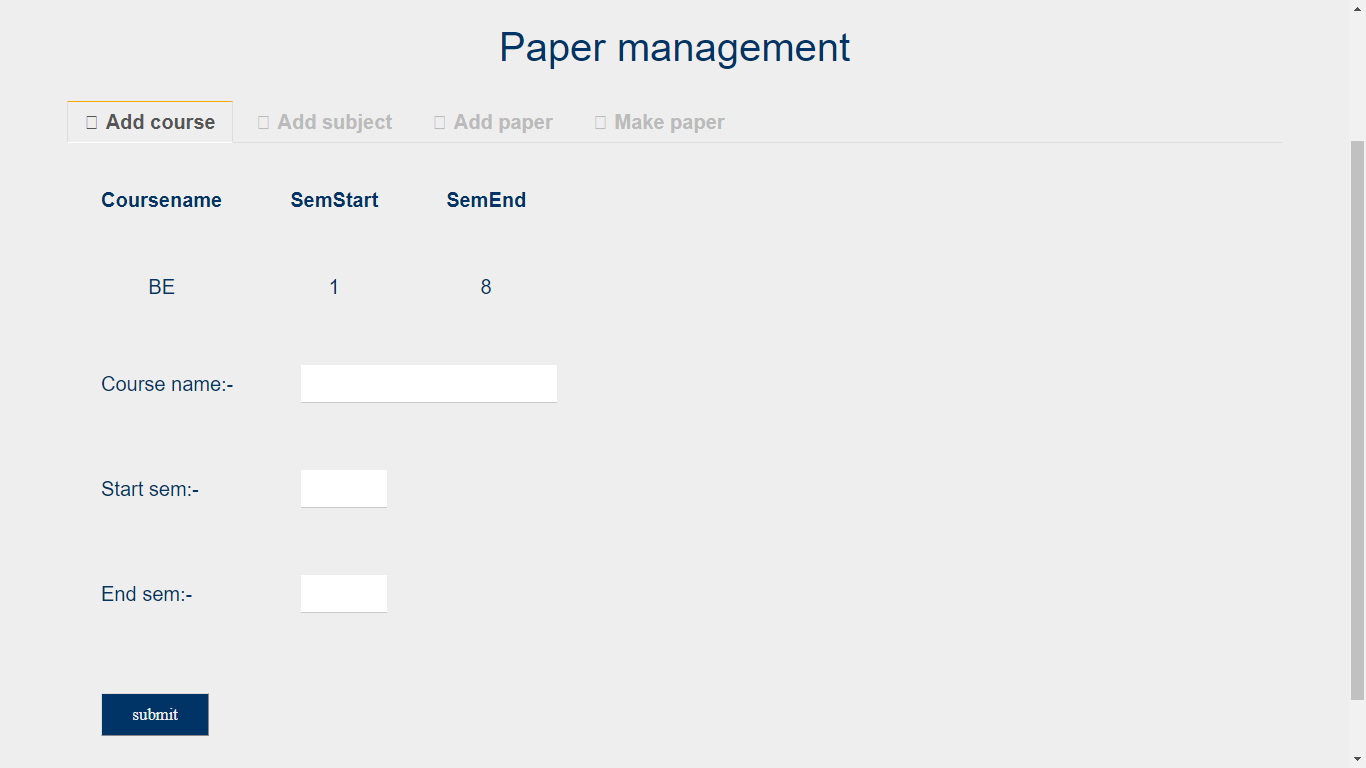 Paper management
Add course Add subject Add paper Make paper
Coursename SemStart SemEnd
BE 1 8
Course name:-
Start sem:-
End sem:-
submit